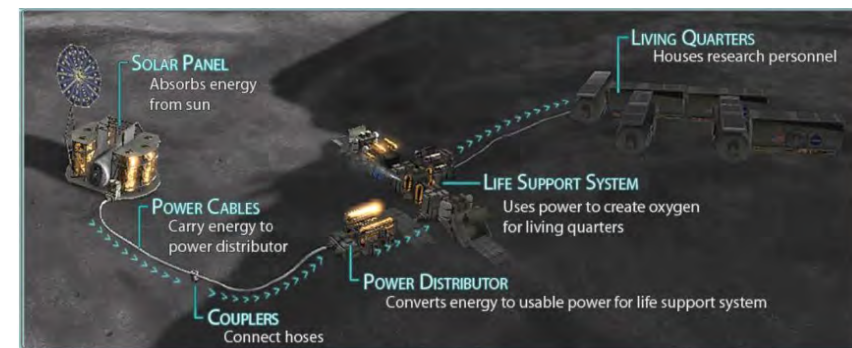 SOLAR PANEL
Absorbs energy
from sun
LIVING QUARTERS
Houses research personnel
POWER CABLES
Carry energy to
power distributor
LIFE SUPPORT SYSTEM
Uses power to create oxygen
for living quarters
POWER DISTRIBUTOR
Converts energy to usable power for life support system
COUPLERS
Connect hoses